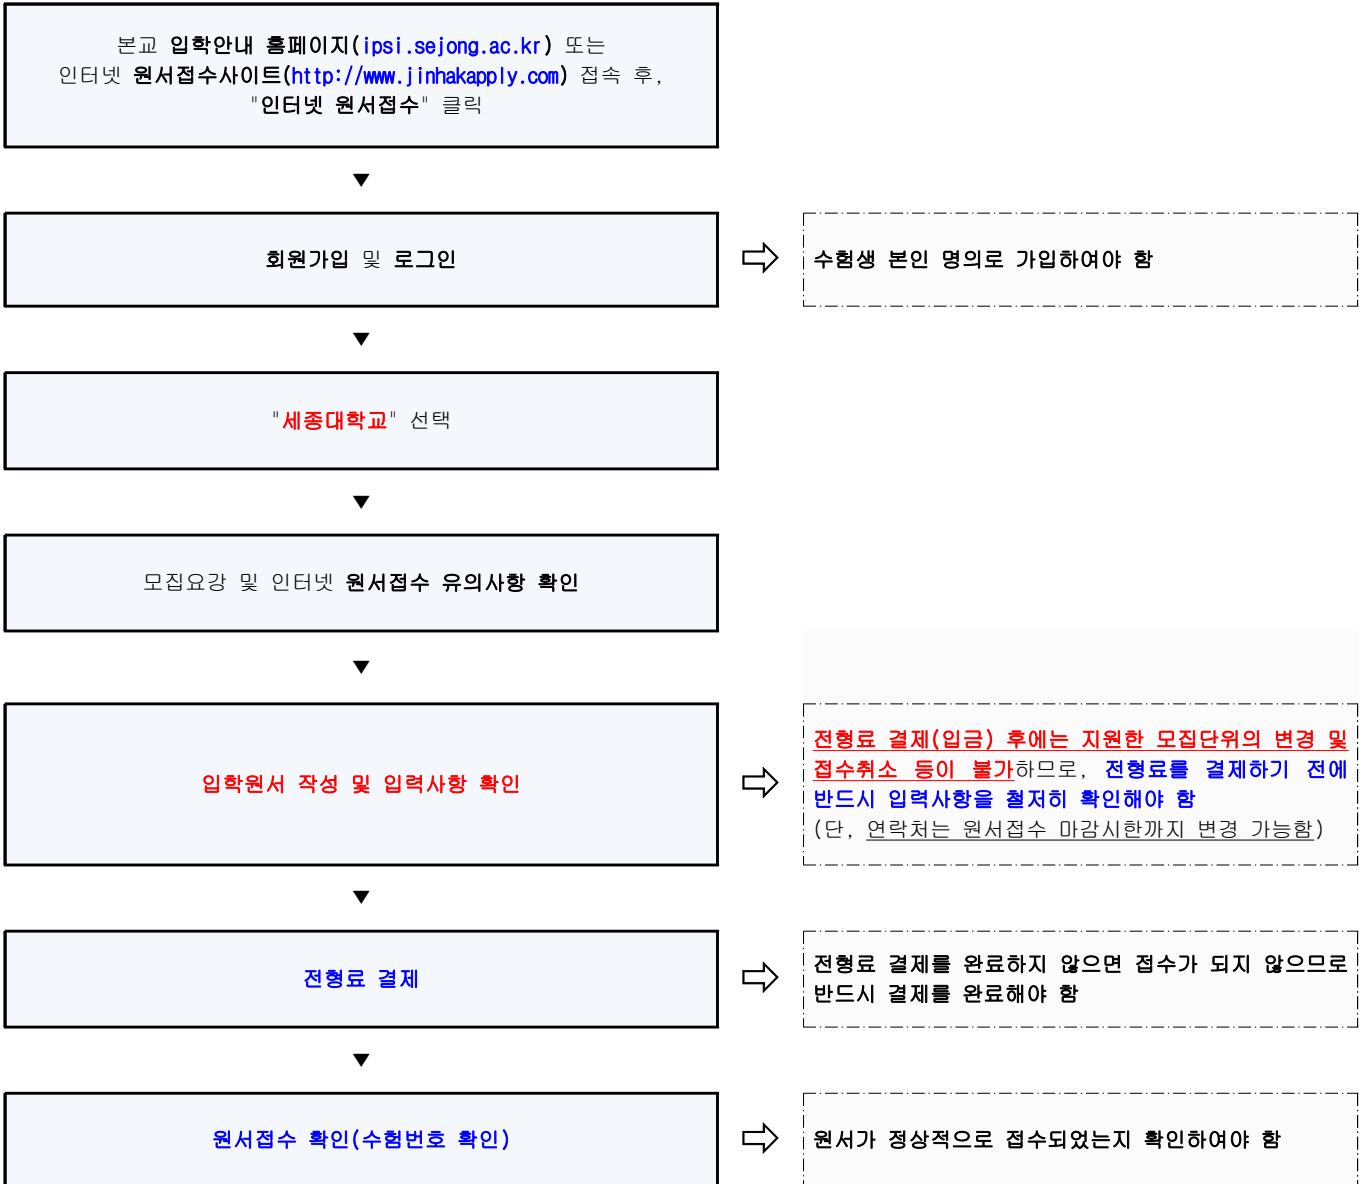 본교 입학안내 홈페이지(ipsi.sejong.ac.kr) 또는
인터넷 원서접수사이트(http://www.jinhakapply.com) 접속 후,
"인터넷 원서접수" 클릭
▼
회원가입 및 로그인
⇨
수험생 본인 명의로 가입하여야 함
▼
"세종대학교" 선택
▼
모집요강 및 인터넷 원서접수 유의사항 확인
▼
입학원서 작성 및 입력사항 확인
⇨
전형료 결제(입금) 후에는 지원한 모집단위의 변경 및
접수취소 등이 불가하므로, 전형료를 결제하기 전에
반드시 입력사항을 철저히 확인해야 함
(단, 연락처는 원서접수 마감시한까지 변경 가능함)
▼
전형료 결제
⇨
전형료 결제를 완료하지 않으면 접수가 되지 않으므로
반드시 결제를 완료해야 함
▼
원서접수 확인(수험번호 확인)
⇨
원서가 정상적으로 접수되었는지 확인하여야 함